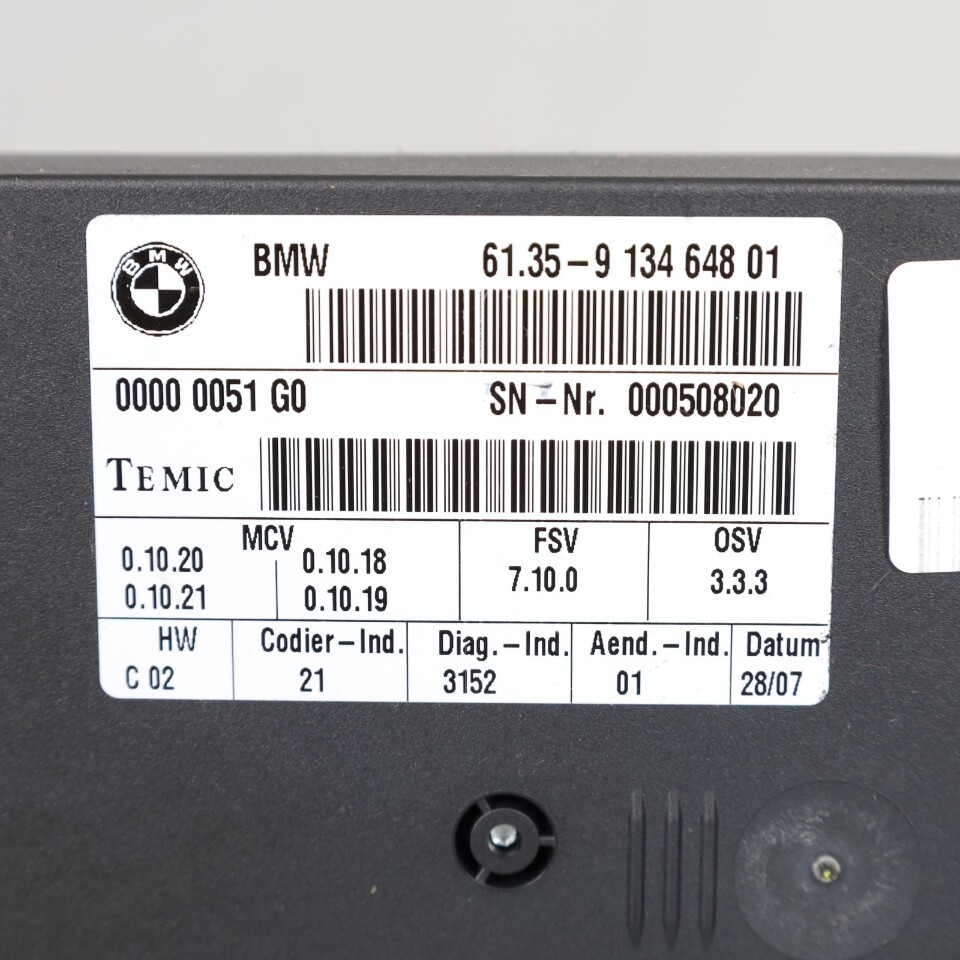 BMW
BMW 61.35-9 134 648 01
0000 0051 G0 SN-Nr. 000508020
TEMIC
MCV FSV OSV
0.10.20 0.10.18 7.10.0 3.3.3
0.10.21 0.10.19
HW Codier-Ind. Diag.-Ind. Aend.-Ind. Datum
C 02 21 3152 01 28/07